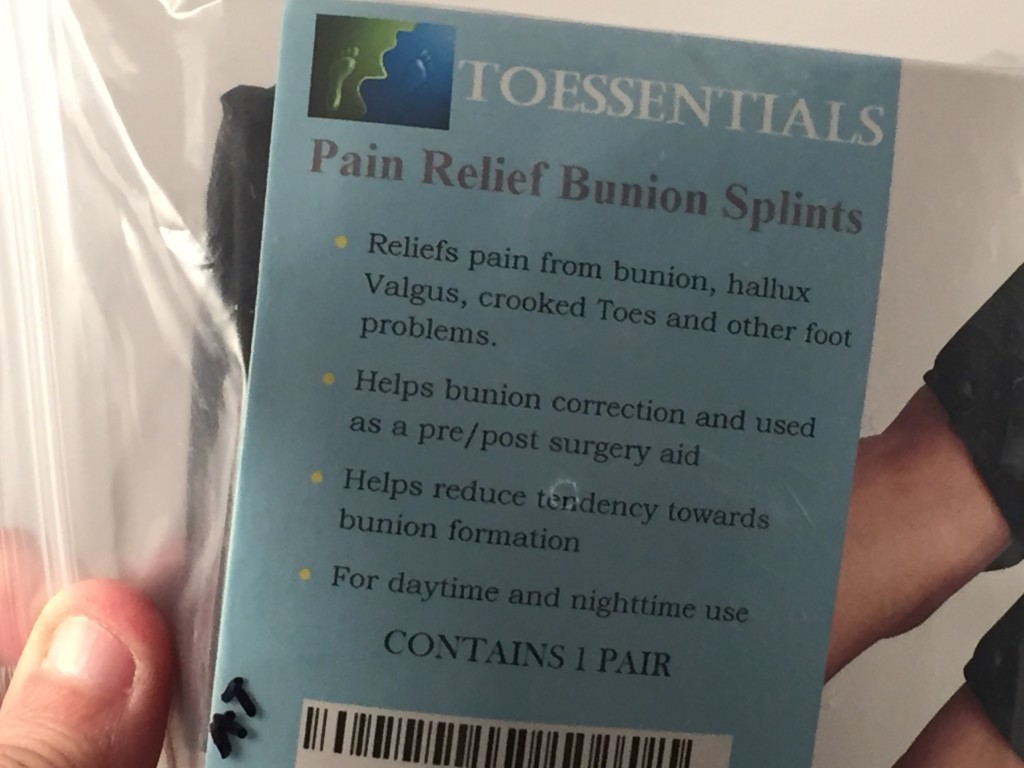 TOESSENTIALS
Pain Relief Bunion Splints
Reliefs pain from bunion, hallux
Valgus, crooked Toes and other foot
problems.
Helps bunion correction and used
as a pre/post surgery aid
Helps reduce tendency towards
bunion formation
For daytime and nighttime use
CONTAINS 1 PAIR